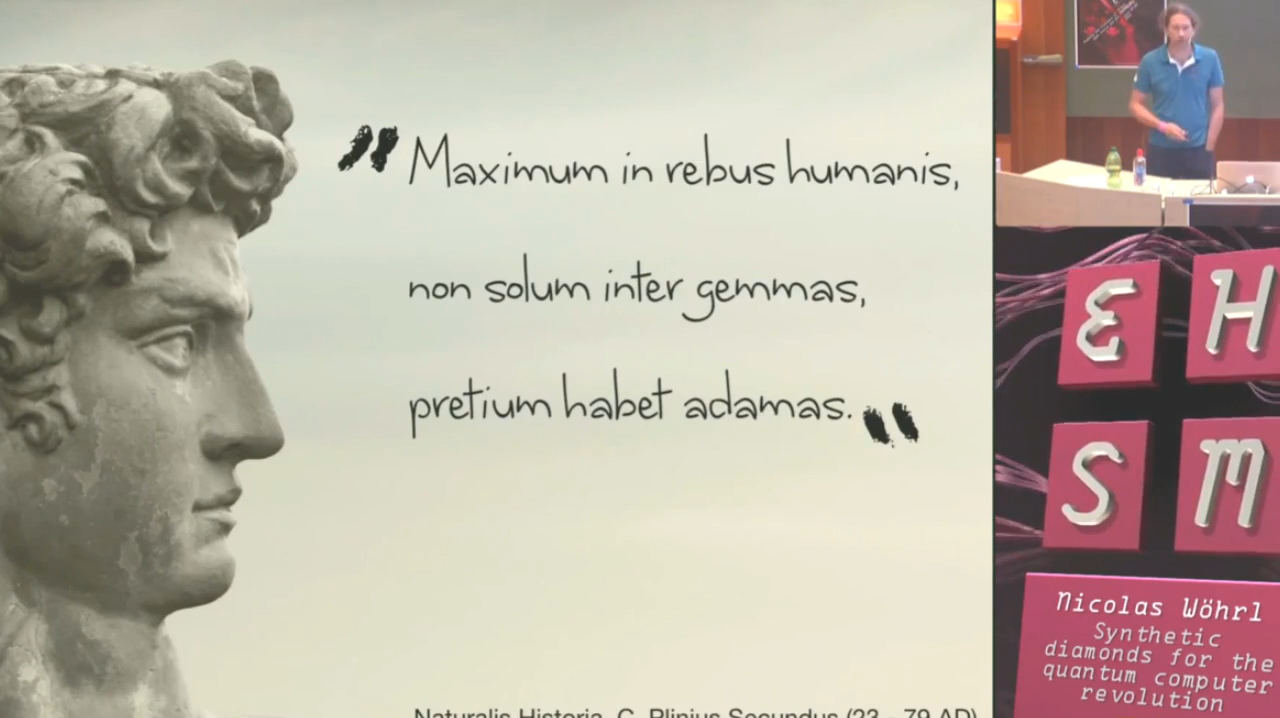 "Maximum in rebus humanis,
non solum inter gemmas,
pretium habet adamas."
Naturalis Historia, C. Plinius Secundus (23 - 79 AD)
E H
S M
Nicolas Wöhrl
Synthetic
diamonds for the
quantum computer
revolution